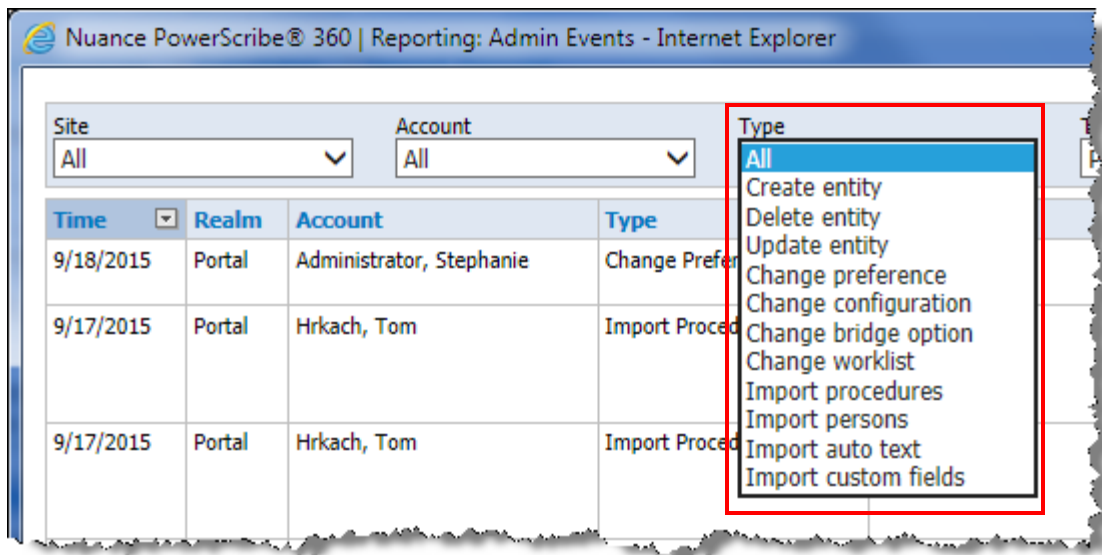 Nuance PowerScribe® 360 | Reporting: Admin Events - Internet Explorer
Site Account Type
All All All
Create entity
Delete entity
Update entity
Change preference
Change configuration
Change bridge option
Change worklist
Import procedures
Import persons
Import auto text
Import custom fields
Time Realm Account Type
9/18/2015 Portal Administrator, Stephanie Change Prefer
9/17/2015 Portal Hrkach, Tom Import Proced
9/17/2015 Portal Hrkach, Tom Import Proced